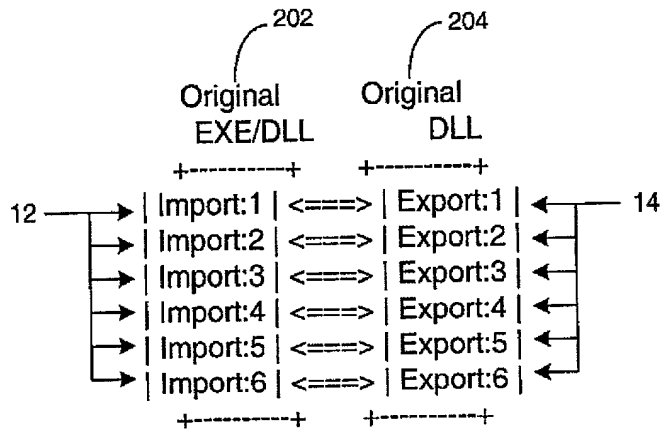 202 204
Original Original
EXE/DLL DLL
+-----------+ +-----------+
12 | Import:1 | <===> | Export:1 | 14
| Import:2 | <===> | Export:2 |
| Import:3 | <===> | Export:3 |
| Import:4 | <===> | Export:4 |
| Import:5 | <===> | Export:5 |
| Import:6 | <===> | Export:6 |
+-----------+ +-----------+